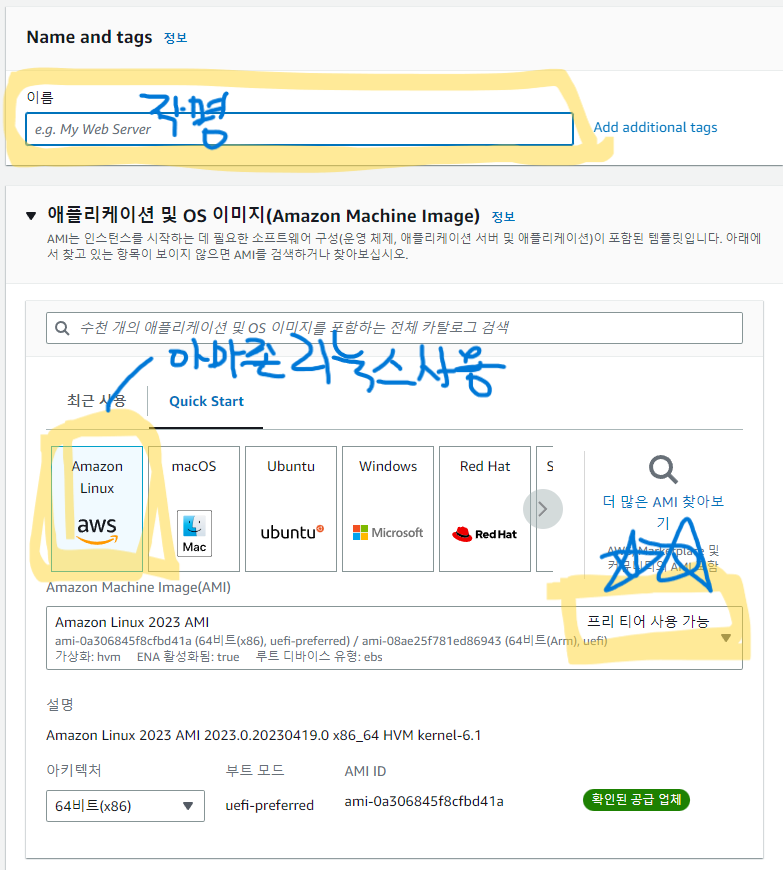 Name and tags 정보
이름
작명
e.g. My Web Server
Add additional tags
▼ 애플리케이션 및 OS 이미지(Amazon Machine Image) 정보
AMI는 인스턴스를 시작하는 데 필요한 소프트웨어 구성(운영 체제, 애플리케이션 서버 및 애플리케이션)이 포함된 템플릿입니다. 아래에
서 찾고 있는 항목이 보이지 않으면 AMI를 검색하거나 찾아보십시오.
수천 개의 애플리케이션 및 OS 이미지를 포함하는 전체 카탈로그 검색
아마존 리눅스 사용
최근 사용
Quick Start
Amazon
Linux
aws
macOS
Mac
Ubuntu
ubuntu
Windows
Microsoft
Red Hat
Red Hat
S
더 많은 AMI 찾아보
기
AWS, Marketplace 및
커뮤니티의 AMI 포함
Amazon Machine Image(AMI)
Amazon Linux 2023 AMI
프리 티어 사용 가능
ami-0a306845f8cfbd41a (64비트(x86), uefi-preferred) / ami-08ae25f781ed86943 (64비트(Arm), uefi)
가상화: hvm ENA 활성화됨: true 루트 디바이스 유형: ebs
설명
Amazon Linux 2023 AMI 2023.0.20230419.0 x86_64 HVM kernel-6.1
아키텍처
부트 모드
AMI ID
64비트(x86)
uefi-preferred
ami-0a306845f8cfbd41a
확인된 공급 업체